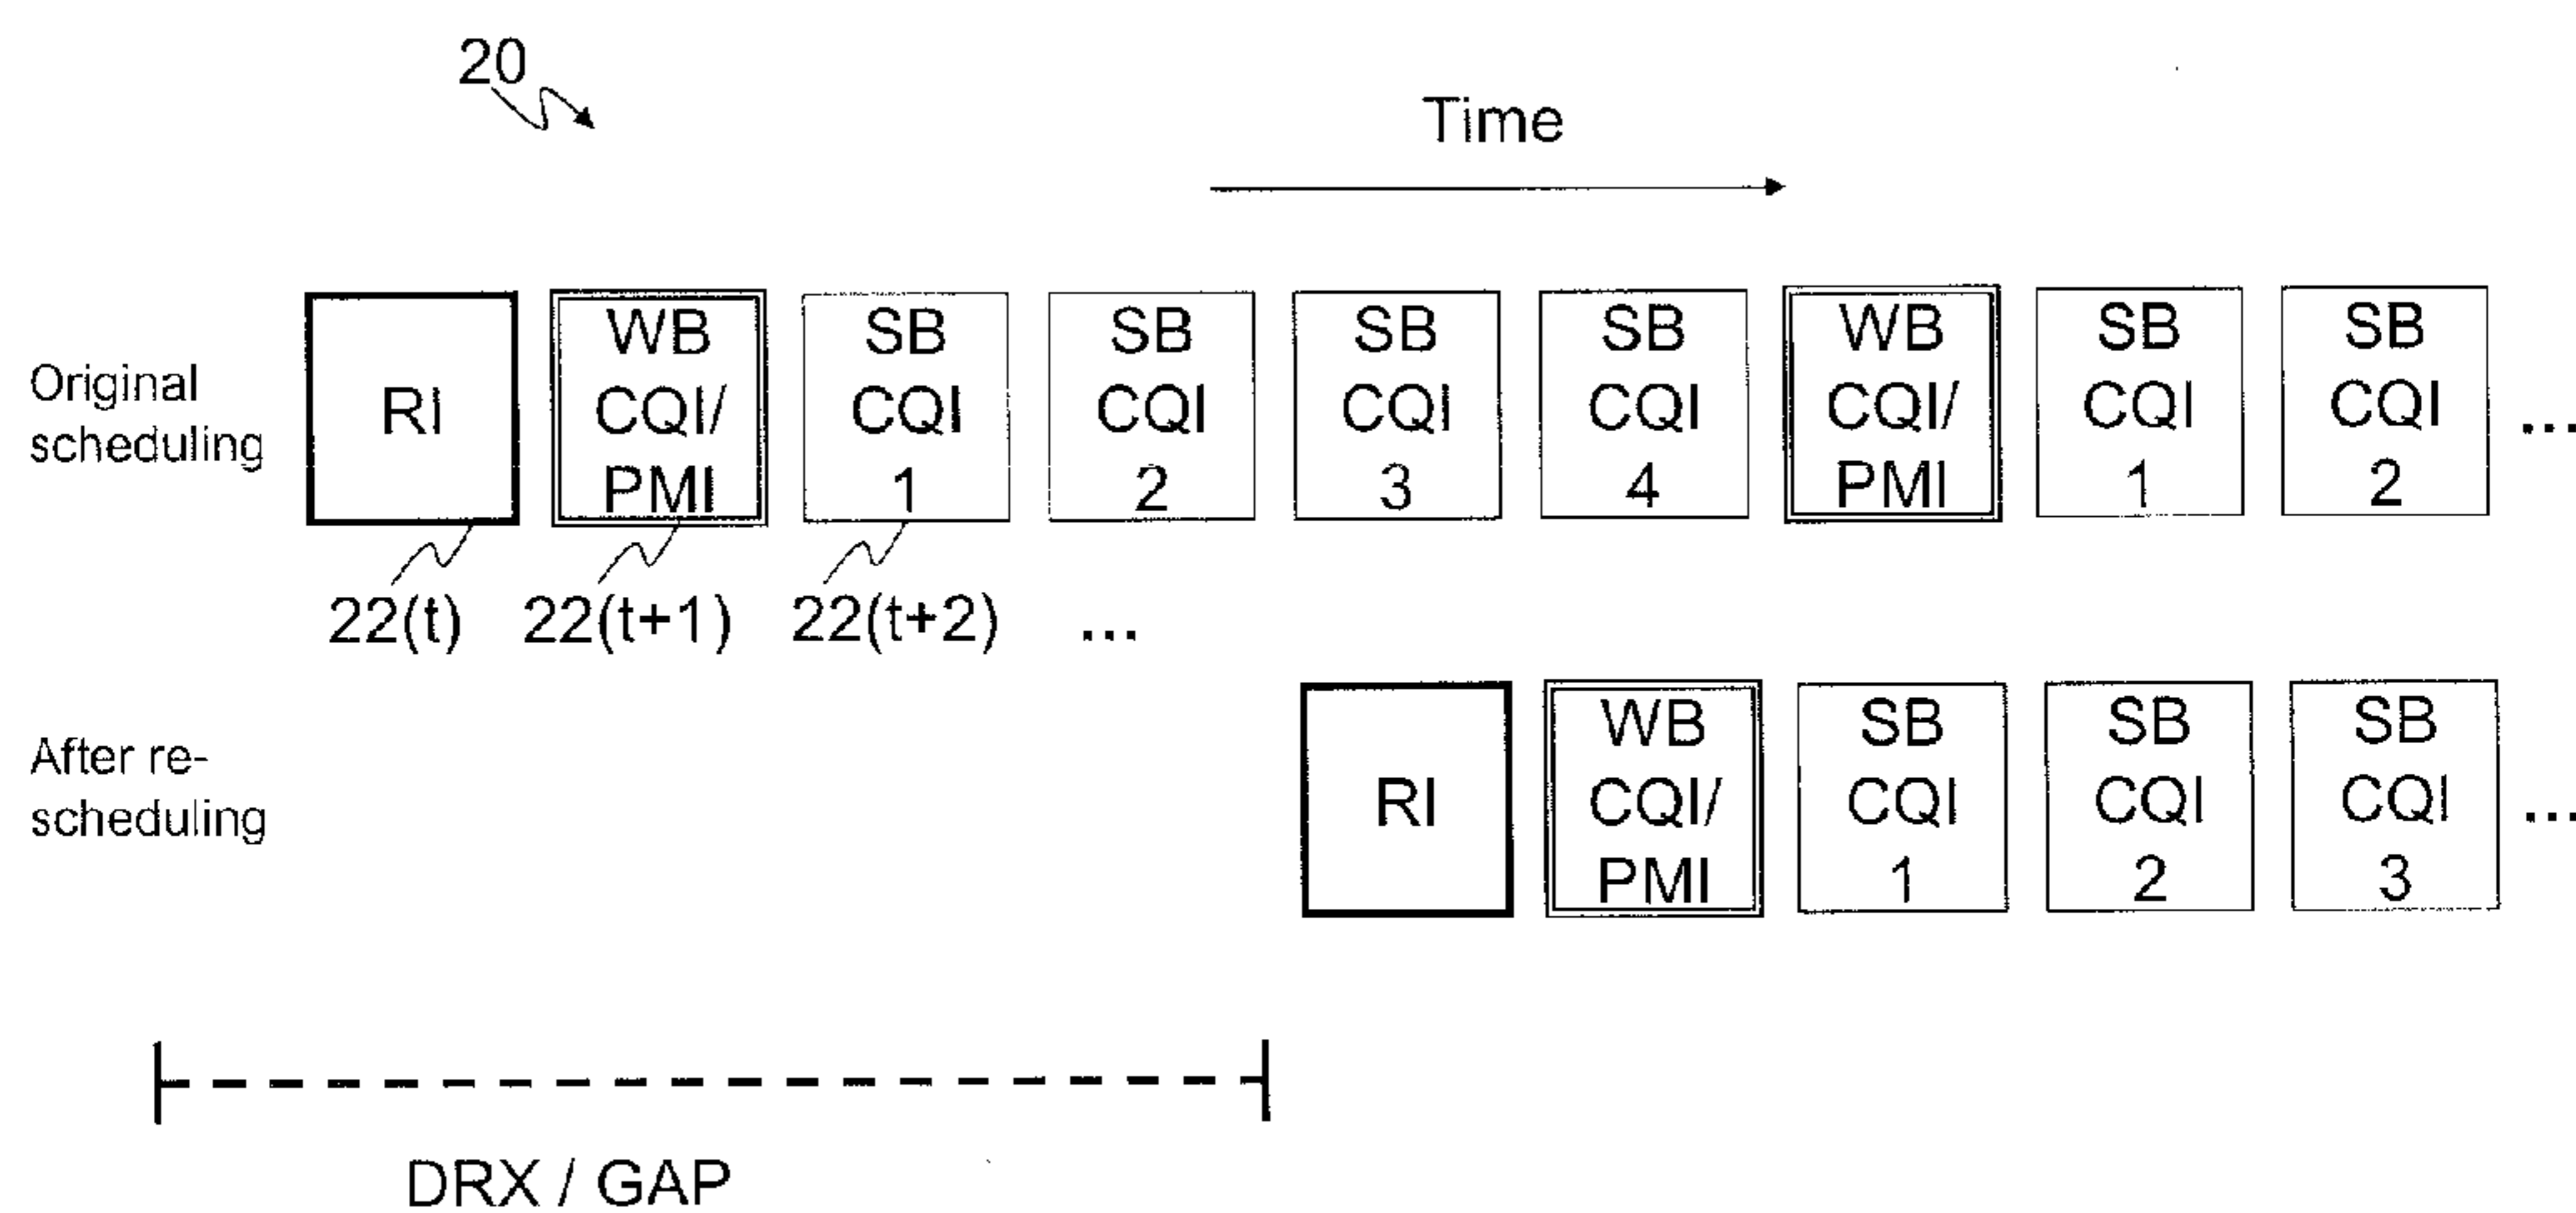 20
Time
Original
scheduling
RI
WB
CQI/
PMI
SB
CQI
1
SB
CQI
2
SB
CQI
3
SB
CQI
4
WB
CQI/
PMI
SB
CQI
1
SB
CQI
2
...
22(t)
22(t+1)
22(t+2)
...
After re-
scheduling
RI
WB
CQI/
PMI
SB
CQI
1
SB
CQI
2
SB
CQI
3
...
DRX / GAP